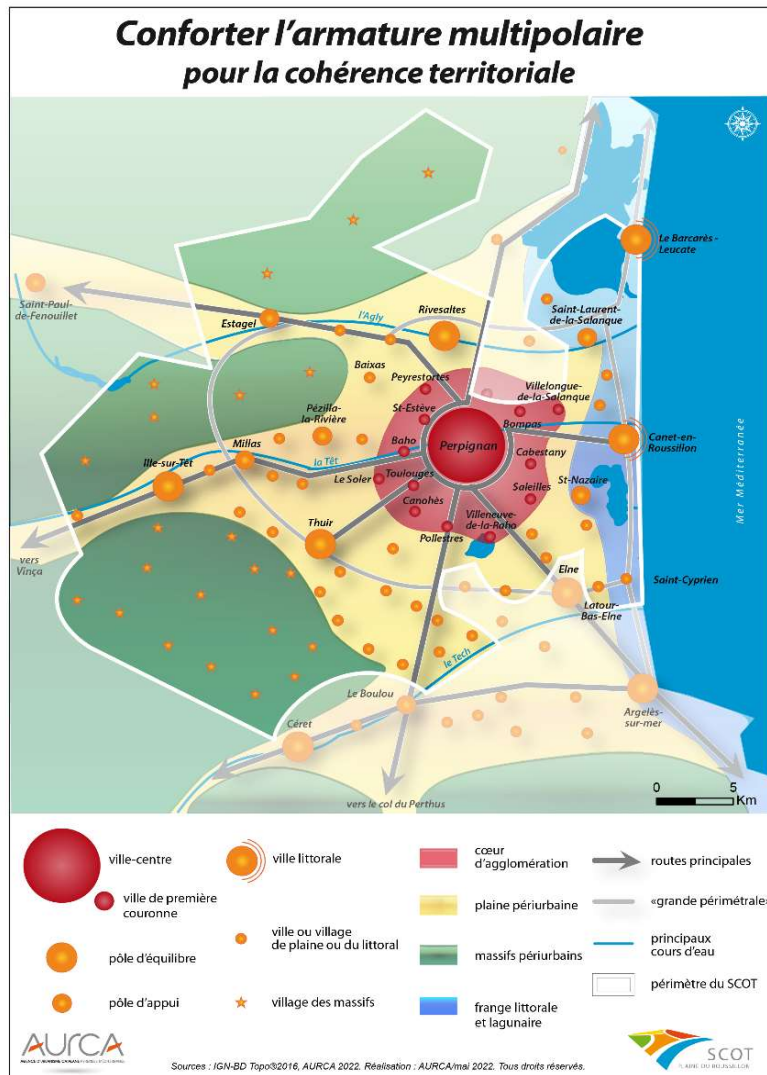 Conforter l'armature multipolaire
pour la cohérence territoriale
Le Barcarès -
Leucate
Saint-Paul-
de-Fenouillet
Estagel
l'Agly
Rivesaltes
Saint-Laurent-
de-la-Salanque
Baixas
Peyrestortes
Villelongue-
de-la-Salanque
Pézilla-
la-Rivière
St-Estève
Bompas
Millas
Baho
Perpignan
Canet-en-
Roussillon
Ille-sur-Têt
la Têt
Cabestany
Le Soler
Toulouges
St-Nazaire
Saleilles
Canohès
Thuir
Villeneuve-
de-la-Raho
Pollestres
Mer Méditerranée
vers
Vinça
Elne
Saint-Cyprien
Latour-
Bas-Elne
le Tech
Le Boulou
Céret
Argelès-
sur-mer
vers le col du Perthus
0 5
Km
ville-centre
ville de première
couronne
pôle d'équilibre
pôle d'appui
ville littorale
ville ou village
de plaine ou du littoral
village des massifs
cœur
d'agglomération
plaine périurbaine
massifs périurbains
frange littorale
et lagunaire
routes principales
«grande périmétrale»
principaux
cours d'eau
périmètre du SCOT
AURCA
Sources : IGN-BD Topo®2016, AURCA 2022. Réalisation : AURCA/mai 2022. Tous droits réservés.
SCOT
PLAINE DU ROUSSILLON